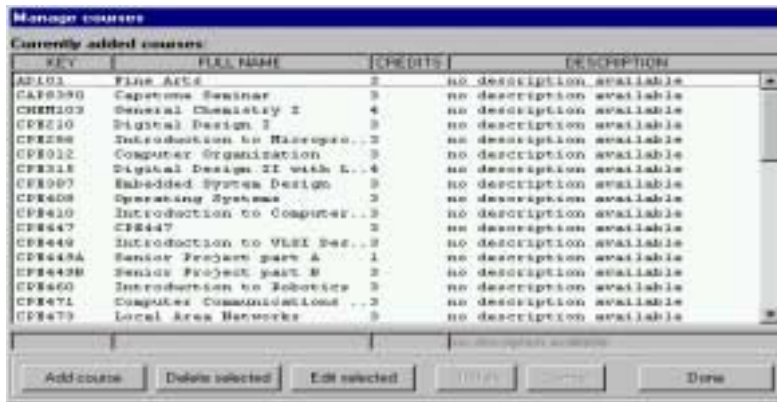 Manage courses
Currently added courses:
KEY FULL NAME CREDITS DESCRIPTION
Fine Arts no description available
Capstone Seminar 3 no description available
CHEM103 General Chemistry I 4 no description available
CPE210 Digital Design I 3 no description available
CPE286 Introduction to Micropro.. no description available
CPE312 Computer Organization 3 no description available
CPE315 Digital Design II with L..4 no description available
Embedded System Design 3 no description available
CPE408 Operating Systems 3 no description available
CPE410 Introduction to Computer..3 no description available
CPE447 CPE447 3 no description available
CPE448 Introduction to VLSI Des..3 no description available
CPE449A Senior Project part A 1 no description available
CPE449B Senior Project part B 3 no description available
CPE460 Introduction to Robotics 3 no description available
CPE471 Computer Communications ..3 no description available
CPE473 Local Area Networks 3 no description available
no description available
Add course Delete selected Edit selected Done